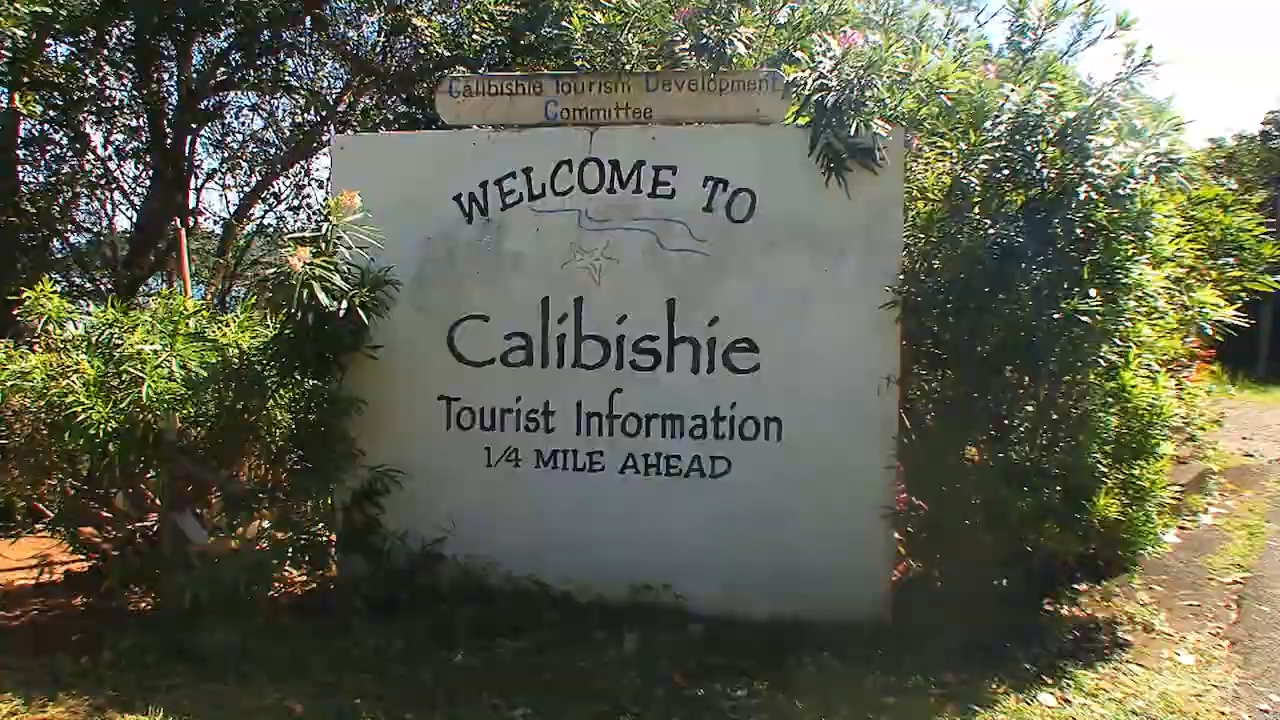 Calibishie Tourism Development
Committee
WELCOME TO
Calibishie
Tourist Information
1/4 MILE AHEAD